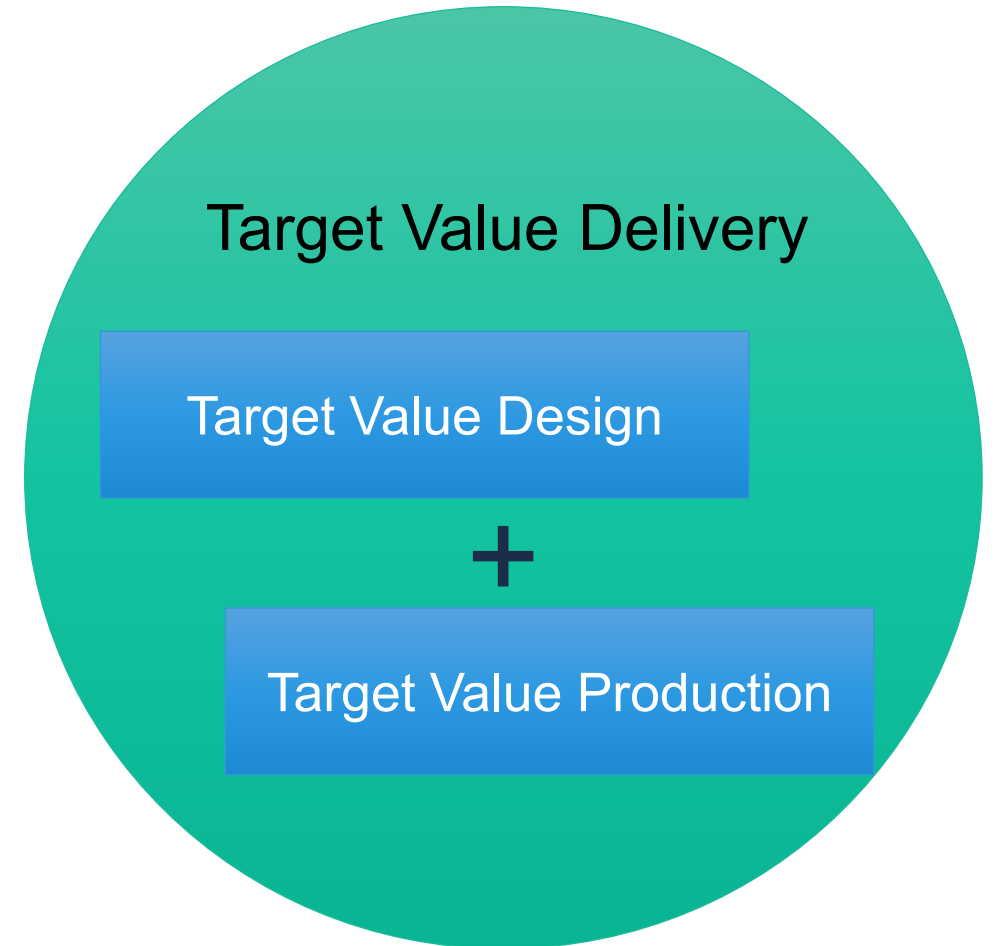 Target Value Delivery
Target Value Design
+
Target Value Production